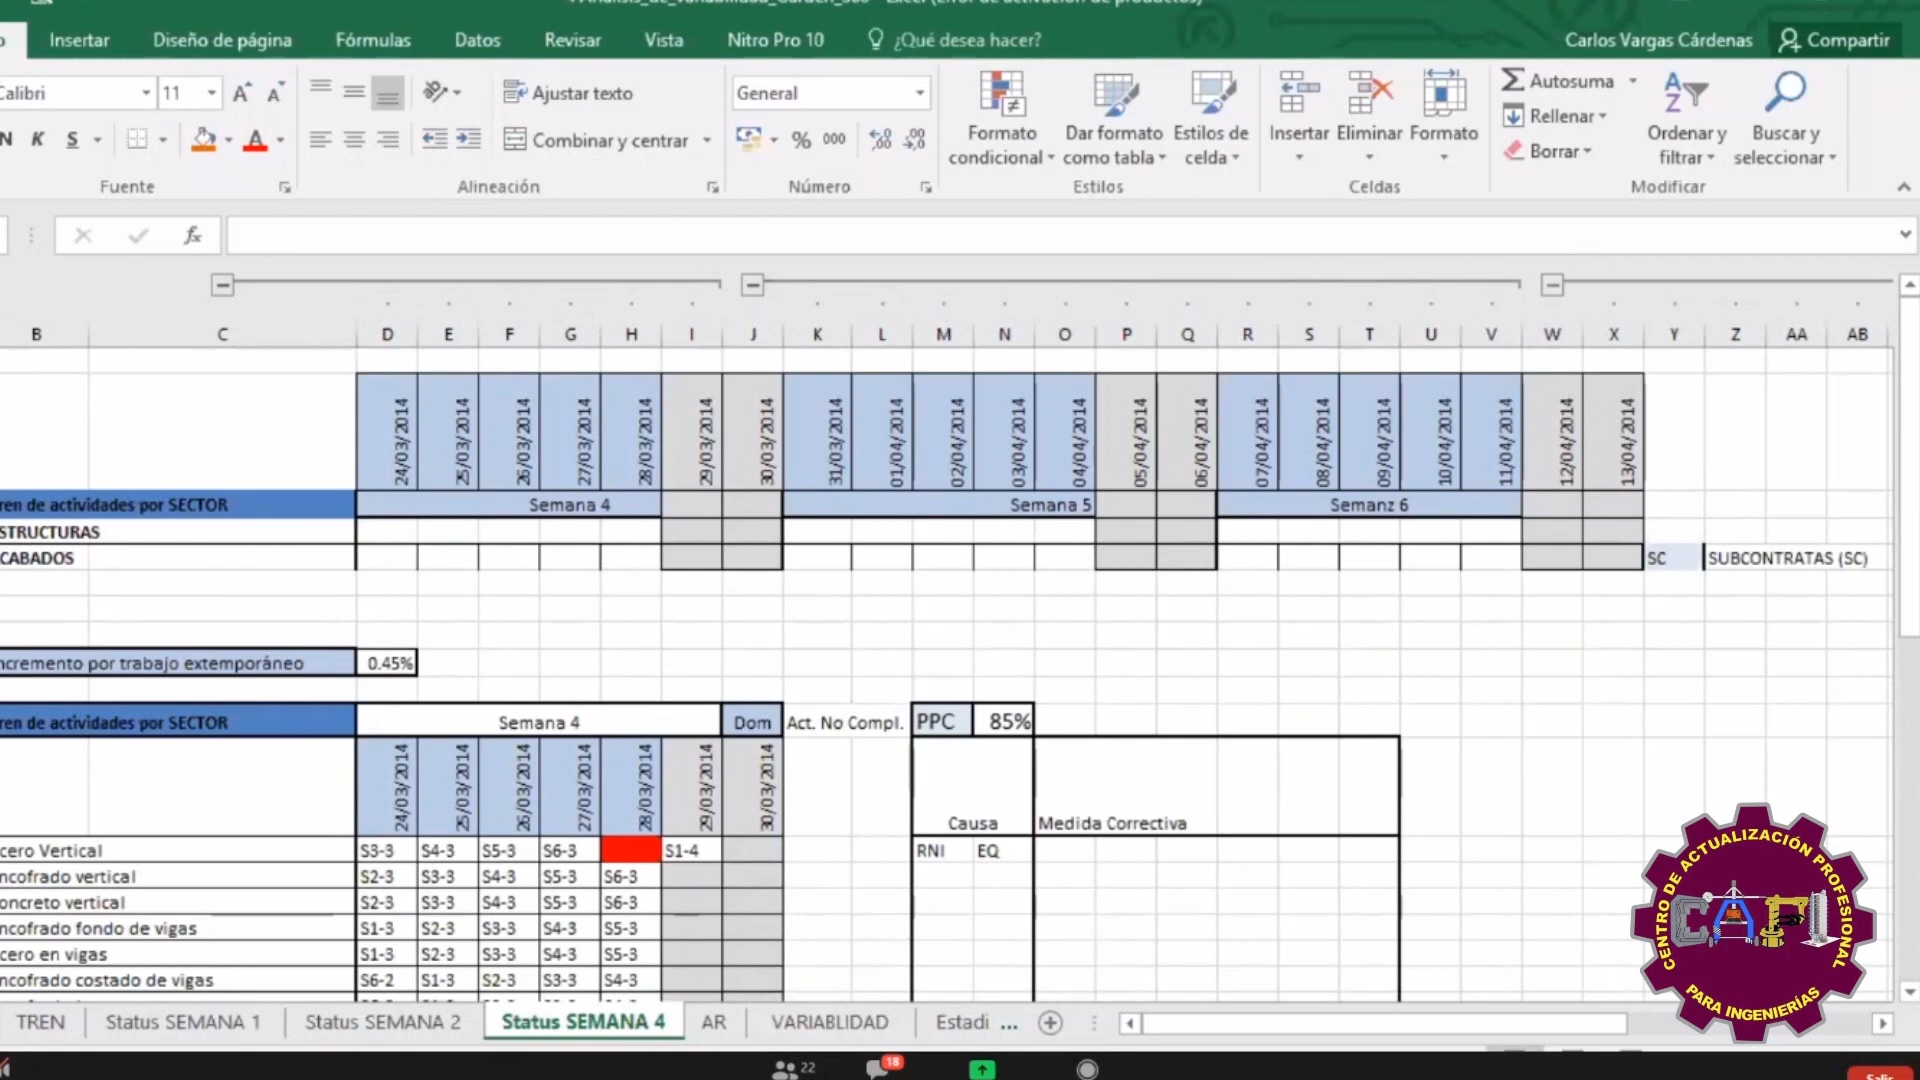 Insertar Diseño de página Fórmulas Datos Revisar Vista Nitro Pro 10 ¿Qué desea hacer? Carlos Vargas Cárdenas Compartir
Calibri 11 Ajustar texto General Autosuma
Rellenar
N K S Combinar y centrar % 000 Borrar
Formato condicional Dar formato como tabla Estilos de celda Insertar Eliminar Formato Ordenar y filtrar Buscar y seleccionar
Fuente Alineación Número Estilos Celdas Modificar
fx
B C D E F G H I J K L M N O P Q R S T U V W X Y Z AA AB
24/03/2014 25/03/2014 26/03/2014 27/03/2014 28/03/2014 29/03/2014 30/03/2014 31/03/2014 01/04/2014 02/04/2014 03/04/2014 04/04/2014 05/04/2014 06/04/2014 07/04/2014 08/04/2014 09/04/2014 10/04/2014 11/04/2014 12/04/2014 13/04/2014
ren de actividades por SECTOR Semana 4 Semana 5 Semanz 6
STRUCTURAS
CABADOS SC SUBCONTRATAS (SC)
ncremento por trabajo extemporáneo 0.45%
ren de actividades por SECTOR Semana 4 Dom Act. No Compl. PPC 85%
24/03/2014 25/03/2014 26/03/2014 27/03/2014 28/03/2014 29/03/2014 30/03/2014 Causa Medida Correctiva
cero Vertical S3-3 S4-3 S5-3 S6-3 S1-4 RNI EQ
ncofrado vertical S2-3 S3-3 S4-3 S5-3 S6-3
oncreto vertical S2-3 S3-3 S4-3 S5-3 S6-3
ncofrado fondo de vigas S1-3 S2-3 S3-3 S4-3 S5-3
cero en vigas S1-3 S2-3 S3-3 S4-3 S5-3
ncofrado costado de vigas S6-2 S1-3 S2-3 S3-3 S4-3
TREN Status SEMANA 1 Status SEMANA 2 Status SEMANA 4 AR VARIABLIDAD Estadi ...
CENTRO DE ACTUALIZACIÓN PROFESIONAL
CAPI
PARA INGENIERÍAS
22 18